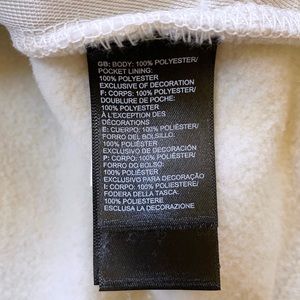 GB: BODY: 100% POLYESTER/
POCKET LINING:
100% POLYESTER
EXCLUSIVE OF DECORATION
F: CORPS: 100% POLYESTER/
DOUBLURE DE POCHE:
100% POLYESTER
À L'EXCEPTION DES
DÉCORATIONS
E: CUERPO: 100% POLIÉSTER/
FORRO DEL BOLSILLO:
100% POLIÉSTER
EXCLUSIVO DE DECORACIÓN
P: CORPO: 100% POLIÉSTER/
FORRO DO BOLSO:
100% POLIÉSTER
EXCLUSIVO PARA DECORAÇÃO
I: CORPO: 100% POLIESTERE/
FODERA DELLA TASCA:
100% POLIESTERE
ESCLUSA LA DECORAZIONE